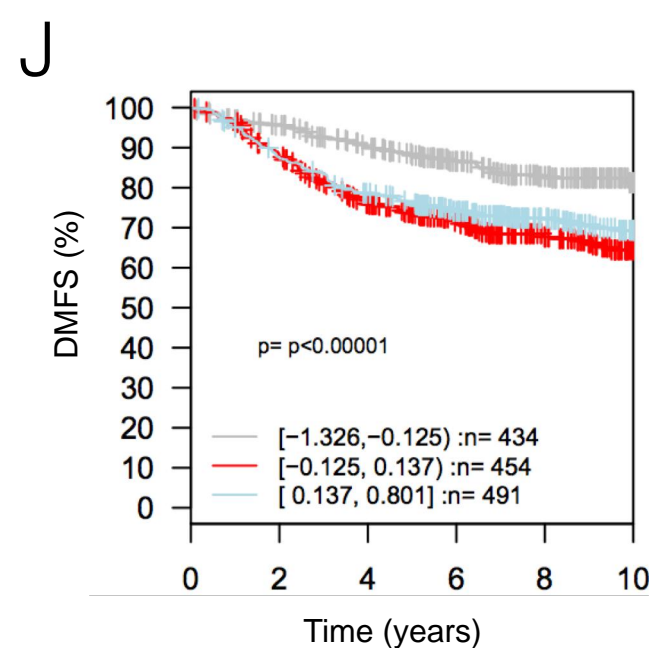 J
DMFS (%)
100
90
80
70
60
50
40
30
20
10
0
p= p<0.00001
[−1.326,−0.125) :n= 434
[−0.125, 0.137) :n= 454
[ 0.137, 0.801] :n= 491
0 2 4 6 8 10
Time (years)